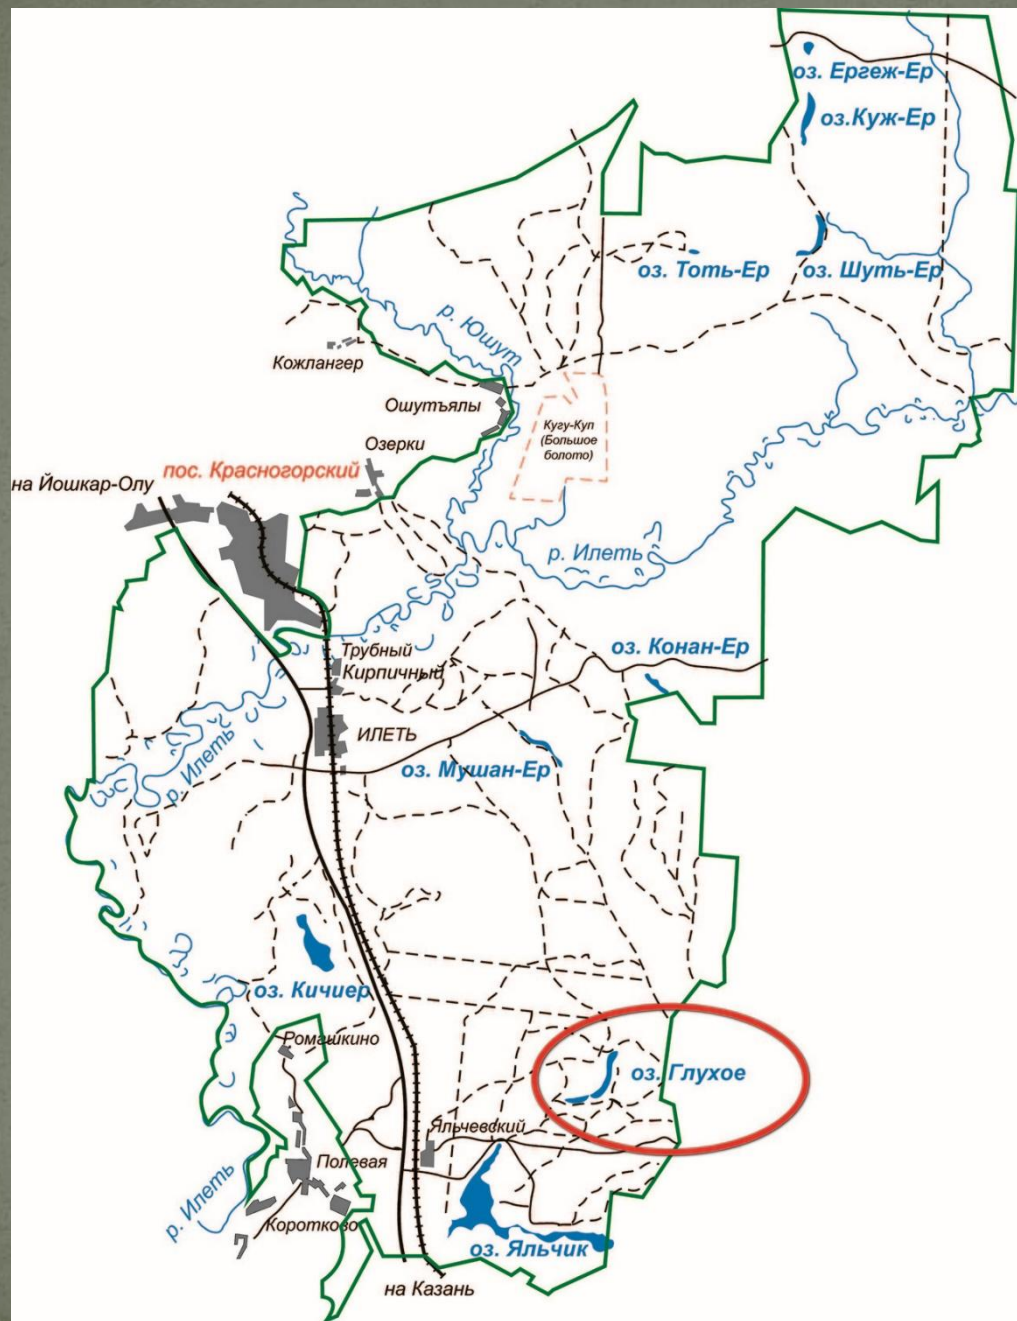 оз. Ергеж-Ер
оз.Куж-Ер
оз. Тоть-Ер
оз. Шуть-Ер
р. Юшут
Кожлангер
Ошутъялы
Кугу-Куп
(Большое
болото)
Озерки
пос. Красногорский
на Йошкар-Олу
р. Илеть
оз. Конан-Ер
Трубный
Кирпичный
ИЛЕТЬ
р. Илеть
оз. Мушан-Ер
оз. Кичиер
Ромашкино
оз. Глухое
Яльчевский
Полевая
р. Илеть
Коротково
оз. Яльчик
на Казань